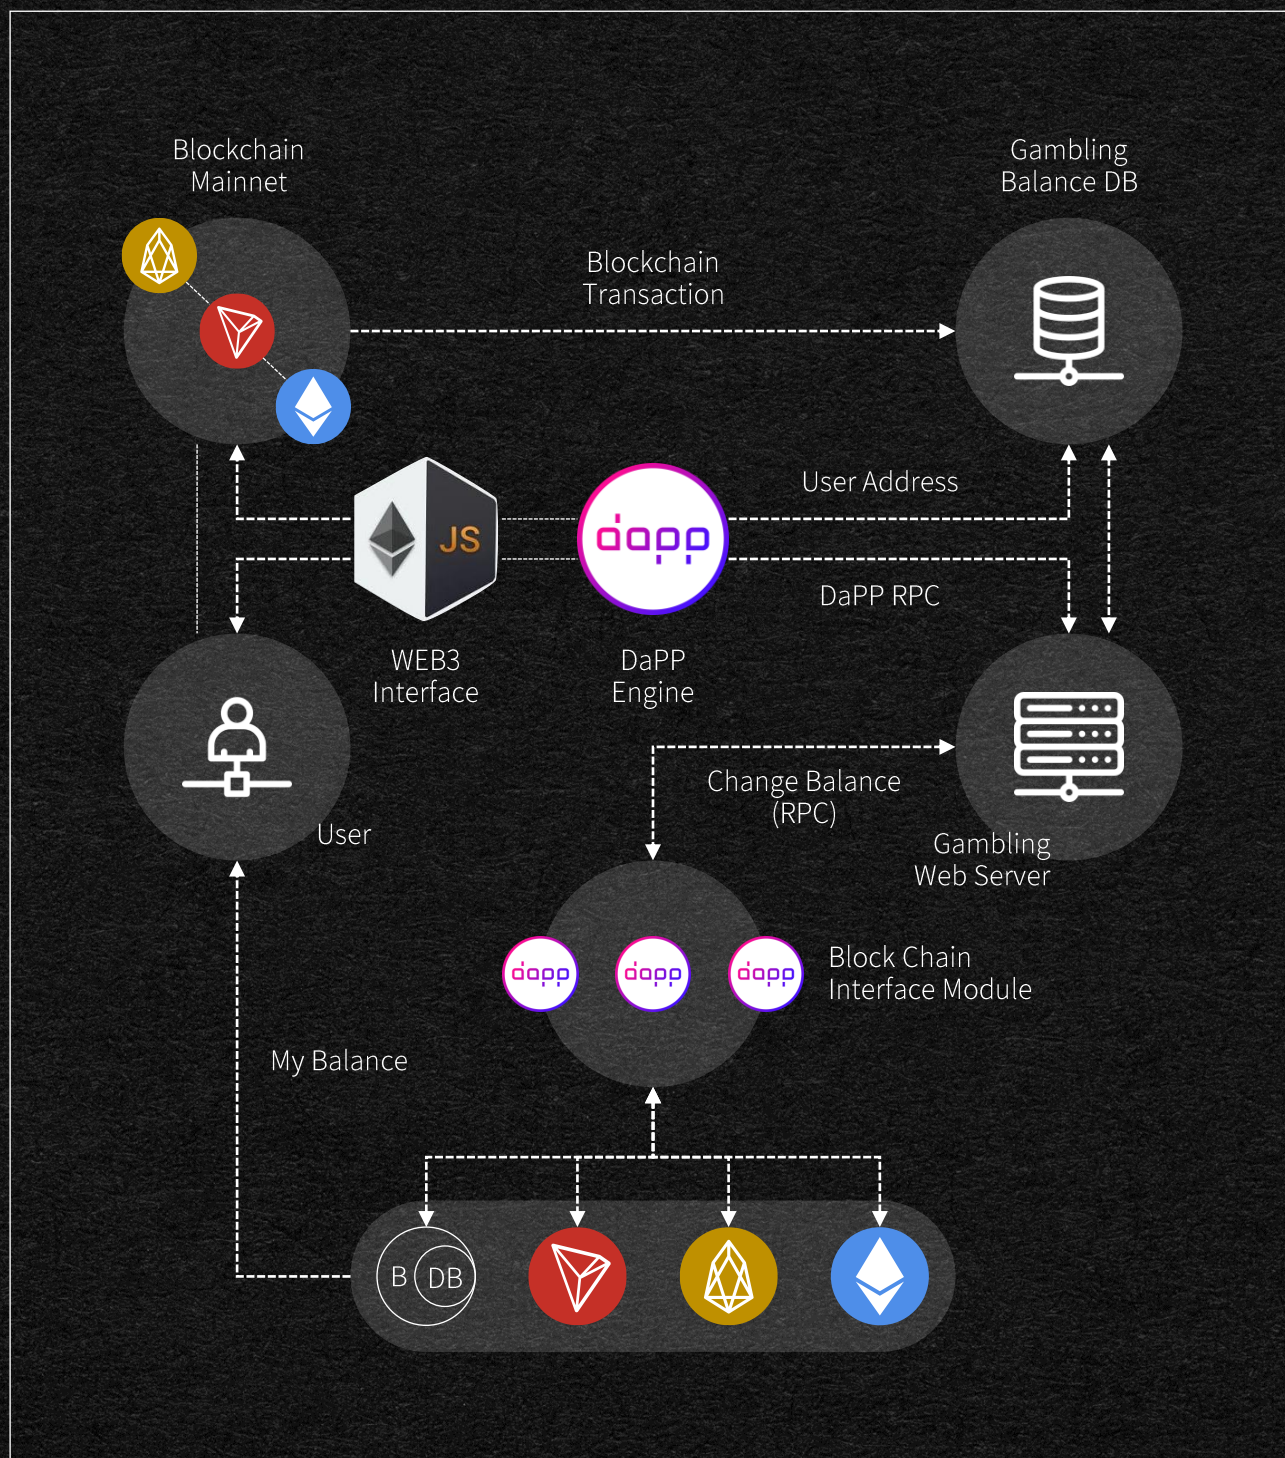 Blockchain
Mainnet
Gambling
Balance DB
Blockchain
Transaction
User Address
JS
dapp
DaPP RPC
WEB3
Interface
DaPP
Engine
Change Balance
(RPC)
User
Gambling
Web Server
dapp
dapp
dapp
Block Chain
Interface Module
My Balance
B
DB